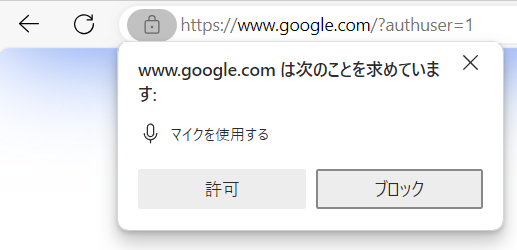 https://www.google.com/?authuser=1
www.google.com は次のことを求めていま
す:
マイクを使用する
許可
ブロック